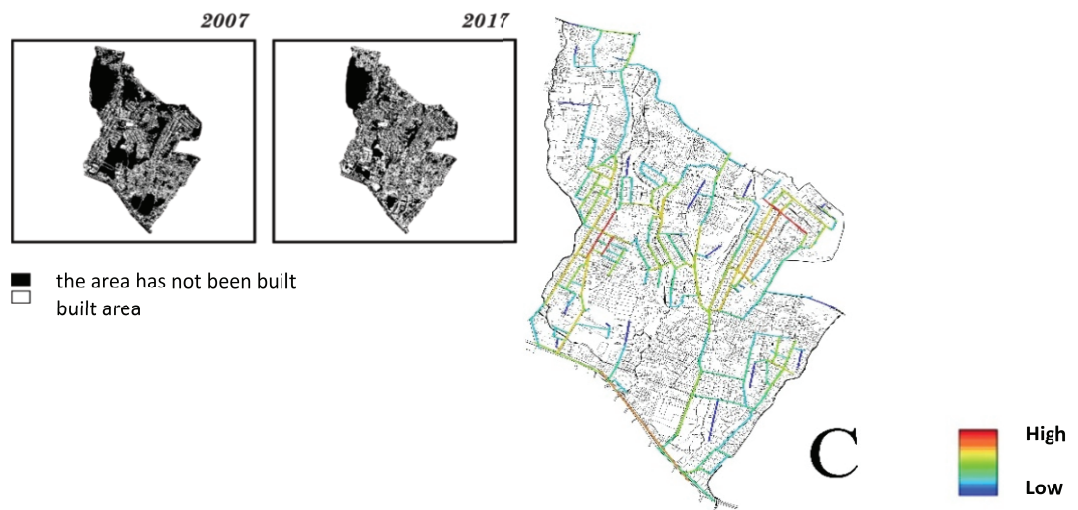 2007
2017
the area has not been built
built area
C
High
Low